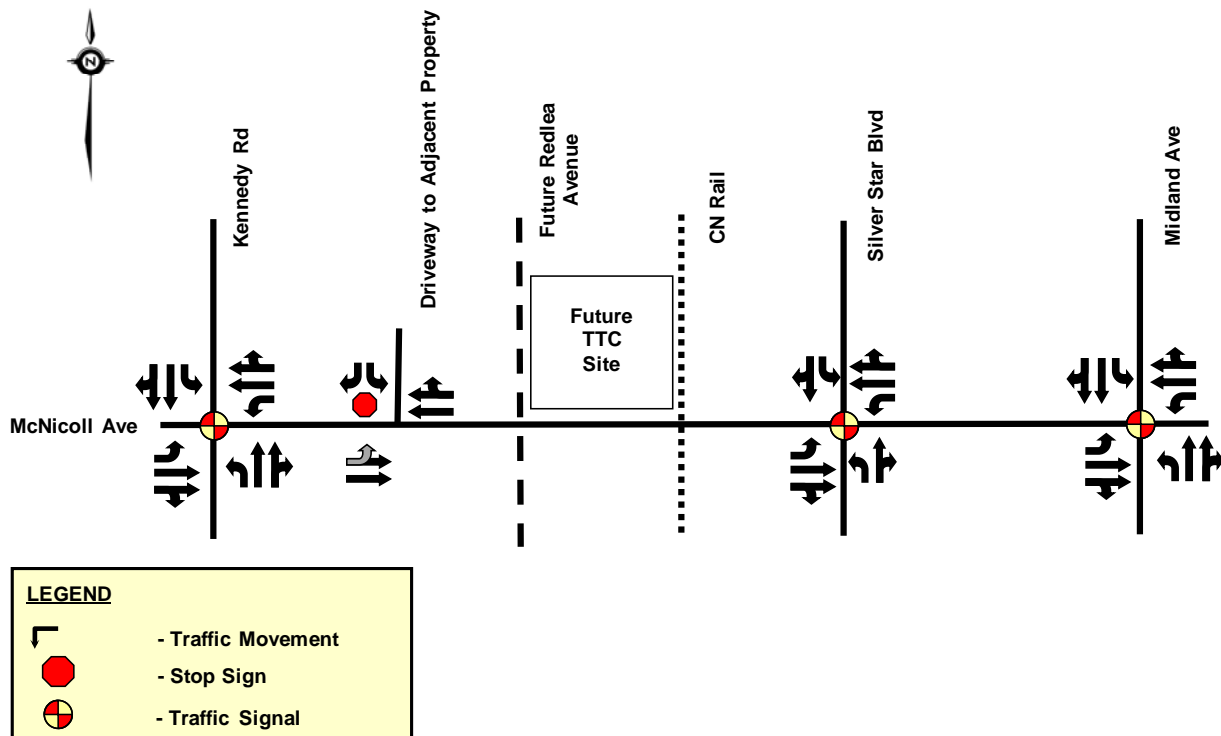 N
Kennedy Rd
Driveway to Adjacent Property
Future Redlea
Avenue
CN Rail
Silver Star Blvd
Midland Ave
Future
TTC
Site
McNicoll Ave
LEGEND
- Traffic Movement
- Stop Sign
- Traffic Signal